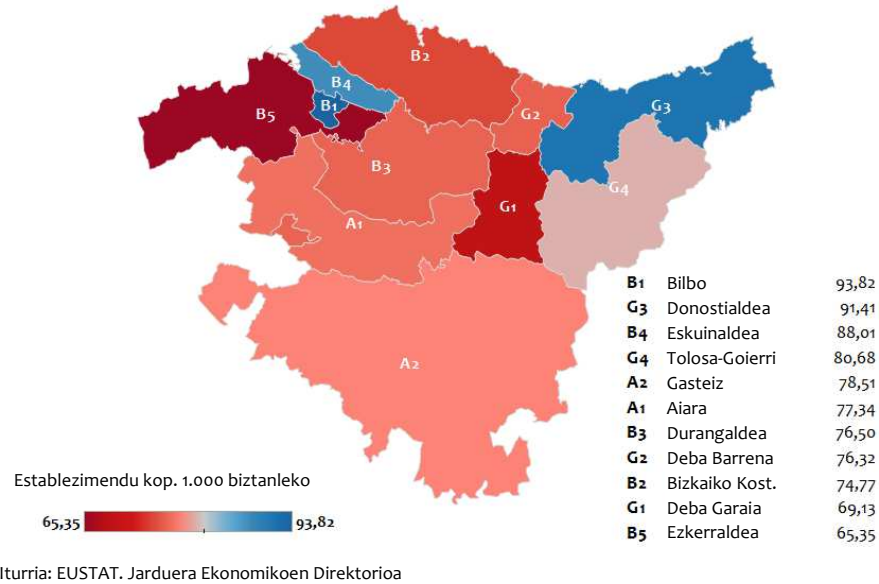 B2
B4
B1
B5
G2
G3
B3
G4
G1
A1
A2
B1 Bilbo 93,82
G3 Donostialdea 91,41
B4 Eskuinaldea 88,01
G4 Tolosa-Goierri 80,68
A2 Gasteiz 78,51
A1 Aiara 77,34
B3 Durangaldea 76,50
G2 Deba Barrena 76,32
B2 Bizkaiko Kost. 74,77
G1 Deba Garaia 69,13
B5 Ezkerraldea 65,35
Establezimendu kop. 1.000 biztanleko
65,35 93,82
Iturria: EUSTAT. Jarduera Ekonomikoen Direktorioa